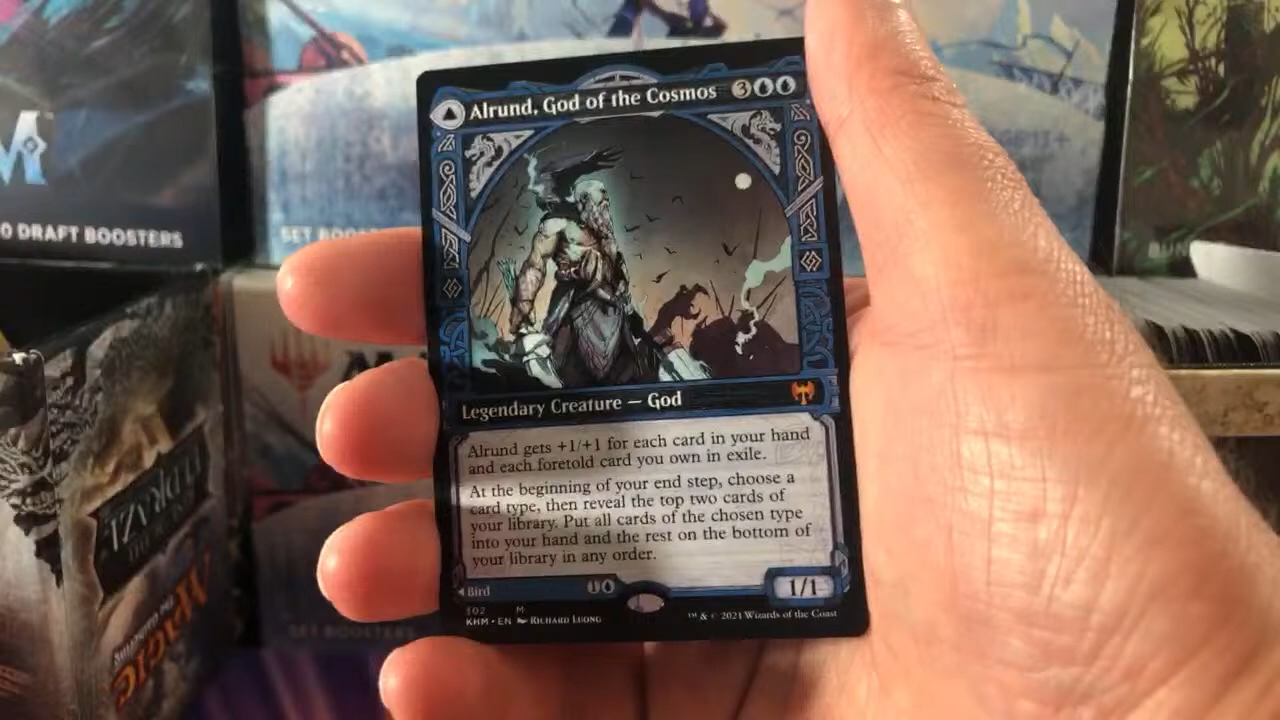 Alrund, God of the Cosmos 3
Legendary Creature — God
Alrund gets +1/+1 for each card in your hand
and each foretold card you own in exile.
At the beginning of your end step, choose a
card type, then reveal the top two cards of
your library. Put all cards of the chosen type
into your hand and the rest on the bottom of
your library in any order.
Bird 1
1/1
302 M
KHM • EN RICHARD LUONG
™ & © 2021 Wizards of the Coast
0 DRAFT BOOSTERS
SET BOOSTERS